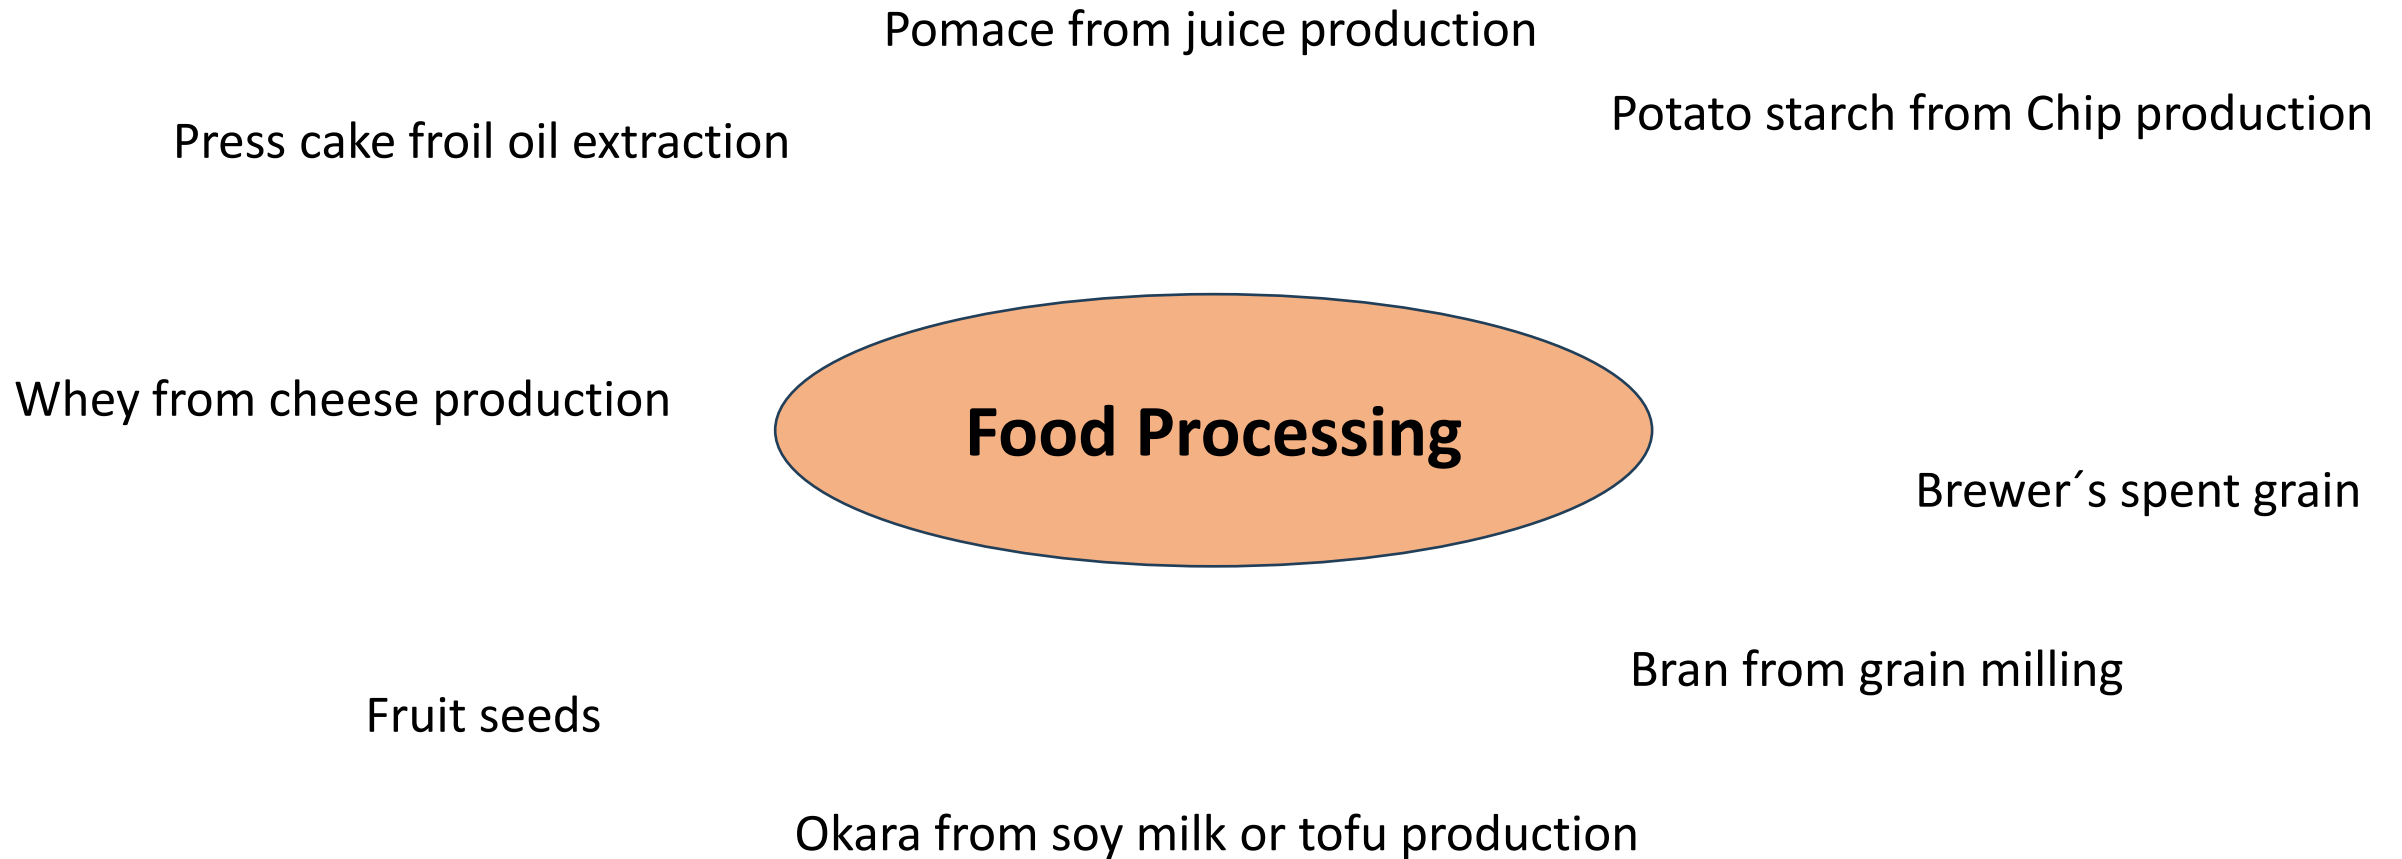 Pomace from juice production
Potato starch from Chip production
Press cake froil oil extraction
Whey from cheese production
Food Processing
Brewer´s spent grain
Bran from grain milling
Fruit seeds
Okara from soy milk or tofu production